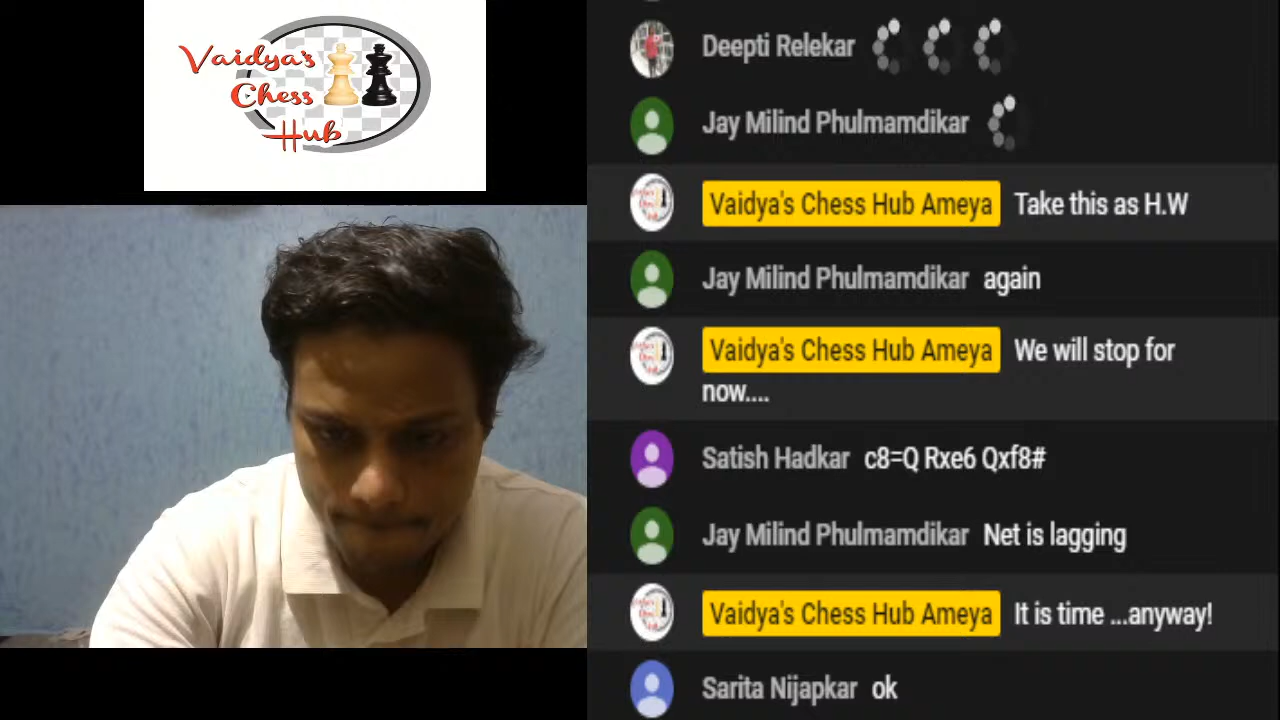 Vaidya's
Chess
Hub
Deepti Relekar
Jay Milind Phulmamdikar
Vaidya's Chess Hub Ameya Take this as H.W
Jay Milind Phulmamdikar again
Vaidya's Chess Hub Ameya We will stop for
now....
Satish Hadkar c8=Q Rxe6 Qxf8#
Jay Milind Phulmamdikar Net is lagging
Vaidya's Chess Hub Ameya It is time ...anyway!
Sarita Nijapkar ok